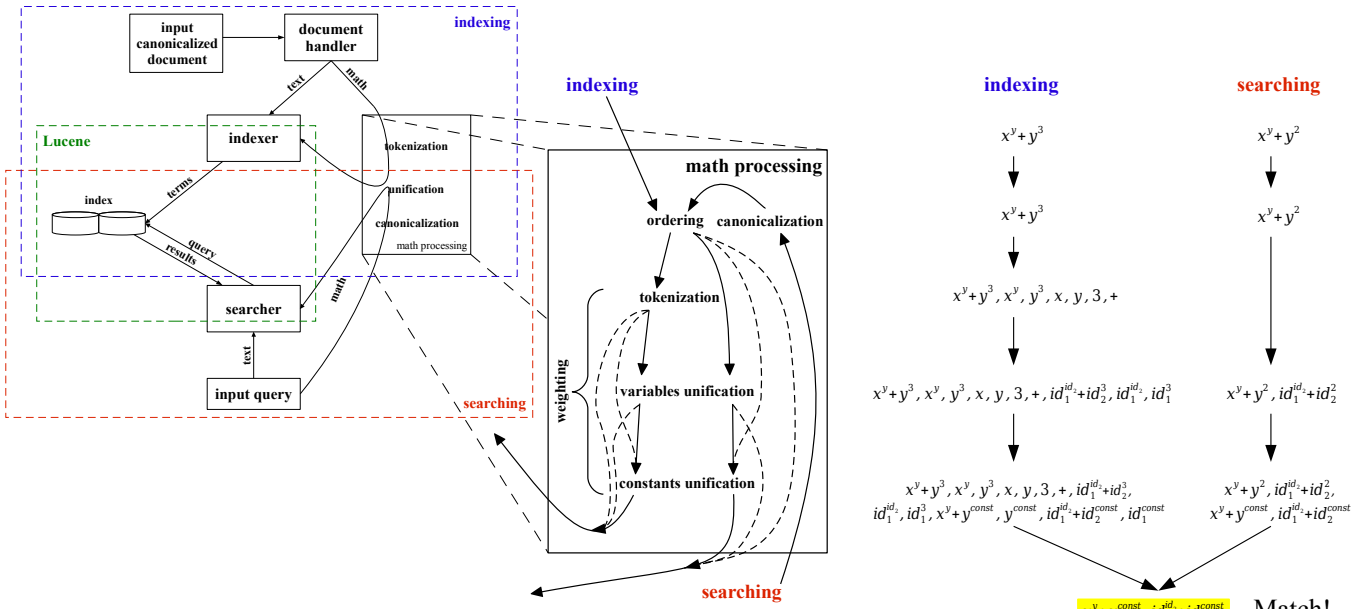 indexing
input
canonicalized
document
document
handler
text
math
Lucene
indexer
tokenization
unification
canonicalization
math processing
terms
index
query
results
searcher
math
text
input query
searching
indexing
math processing
ordering
canonicalization
tokenization
weighting
variables unification
constants unification
searching
indexing
searching
x^y + y^3
x^y + y^2
x^y + y^3
x^y + y^2
x^y + y^3, x^y, y^3, x, y, 3, +
x^y + y^3, x^y, y^3, x, y, 3, +, id_1^{id_2} + id_2^3, id_1^{id_2}, id_1^3
x^y + y^2, id_1^{id_2} + id_2^2
x^y + y^3, x^y, y^3, x, y, 3, +, id_1^{id_2} + id_2^3,
id_1^{id_2}, id_1^3, x^y + y^{const}, y^{const}, id_1^{id_2} + id_2^{const}, id_1^{const}
x^y + y^2, id_1^{id_2} + id_2^2,
x^y + y^{const}, id_1^{id_2} + id_2^{const}
Match!